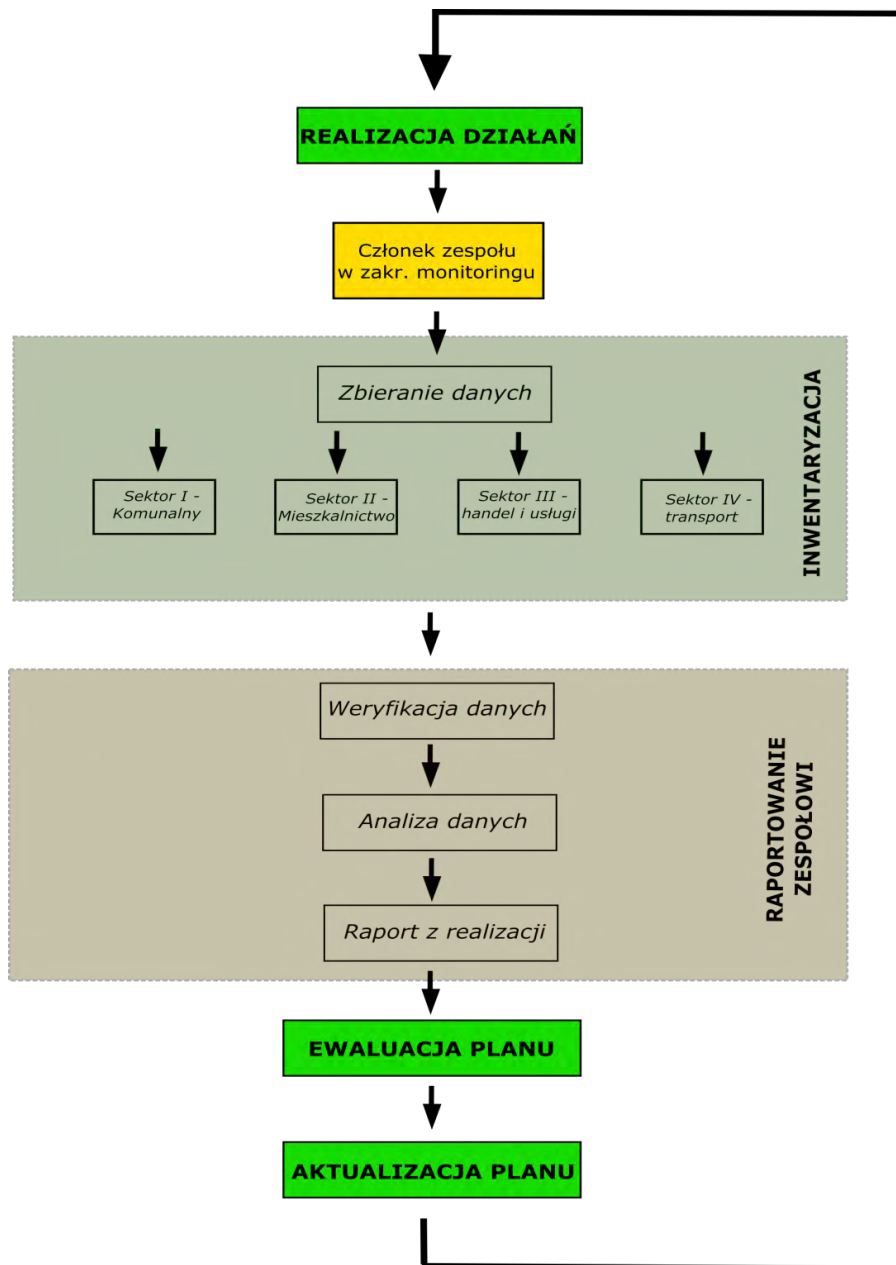 REALIZACJA DZIAŁAŃ
Członek zespołu
w zakr. monitoringu
Zbieranie danych
Sektor I -
Komunalny
Sektor II -
Mieszkalnictwo
Sektor III -
handel i usługi
Sektor IV -
transport
INWENTARYZACJA
Weryfikacja danych
Analiza danych
Raport z realizacji
RAPORTOWANIE
ZESPOŁOWI
EWALUACJA PLANU
AKTUALIZACJA PLANU